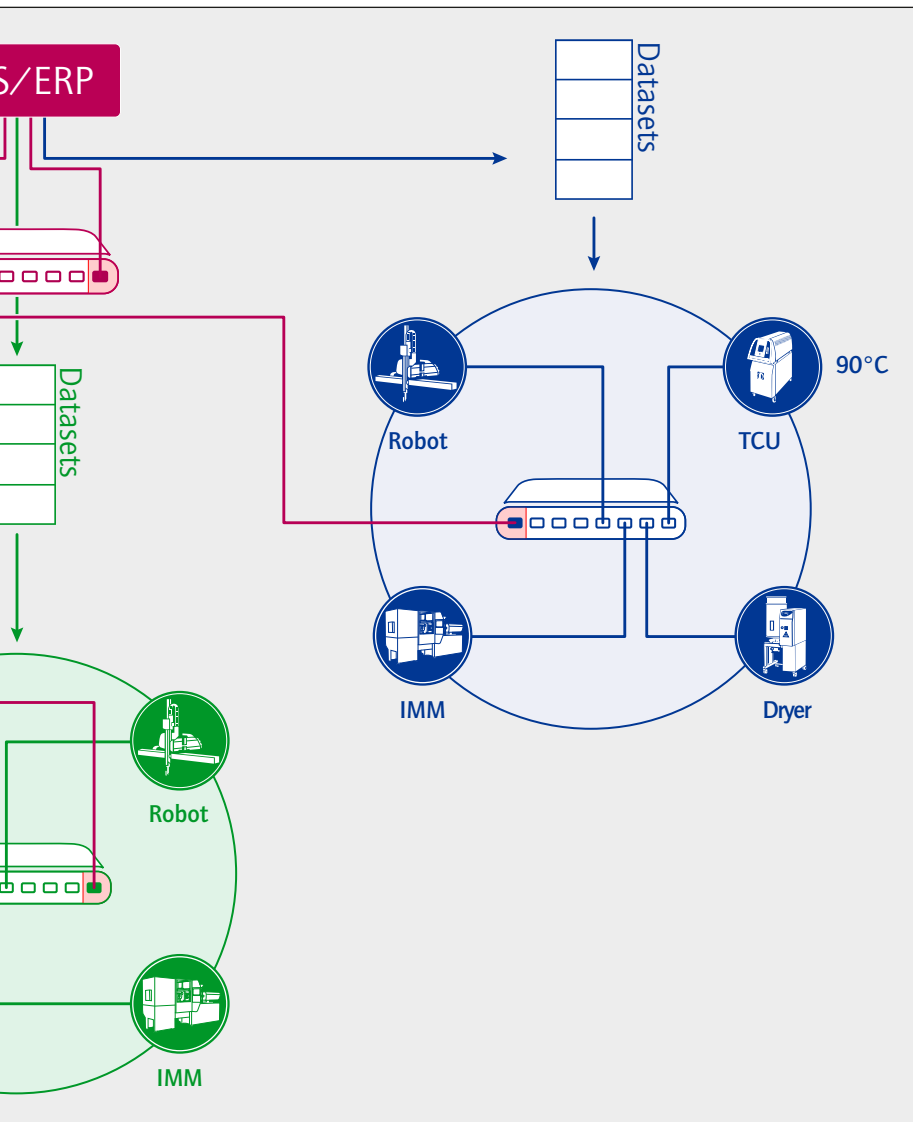 S/ERP
Datasets
Datasets
Robot
TCU
90°C
IMM
Dryer
Robot
IMM